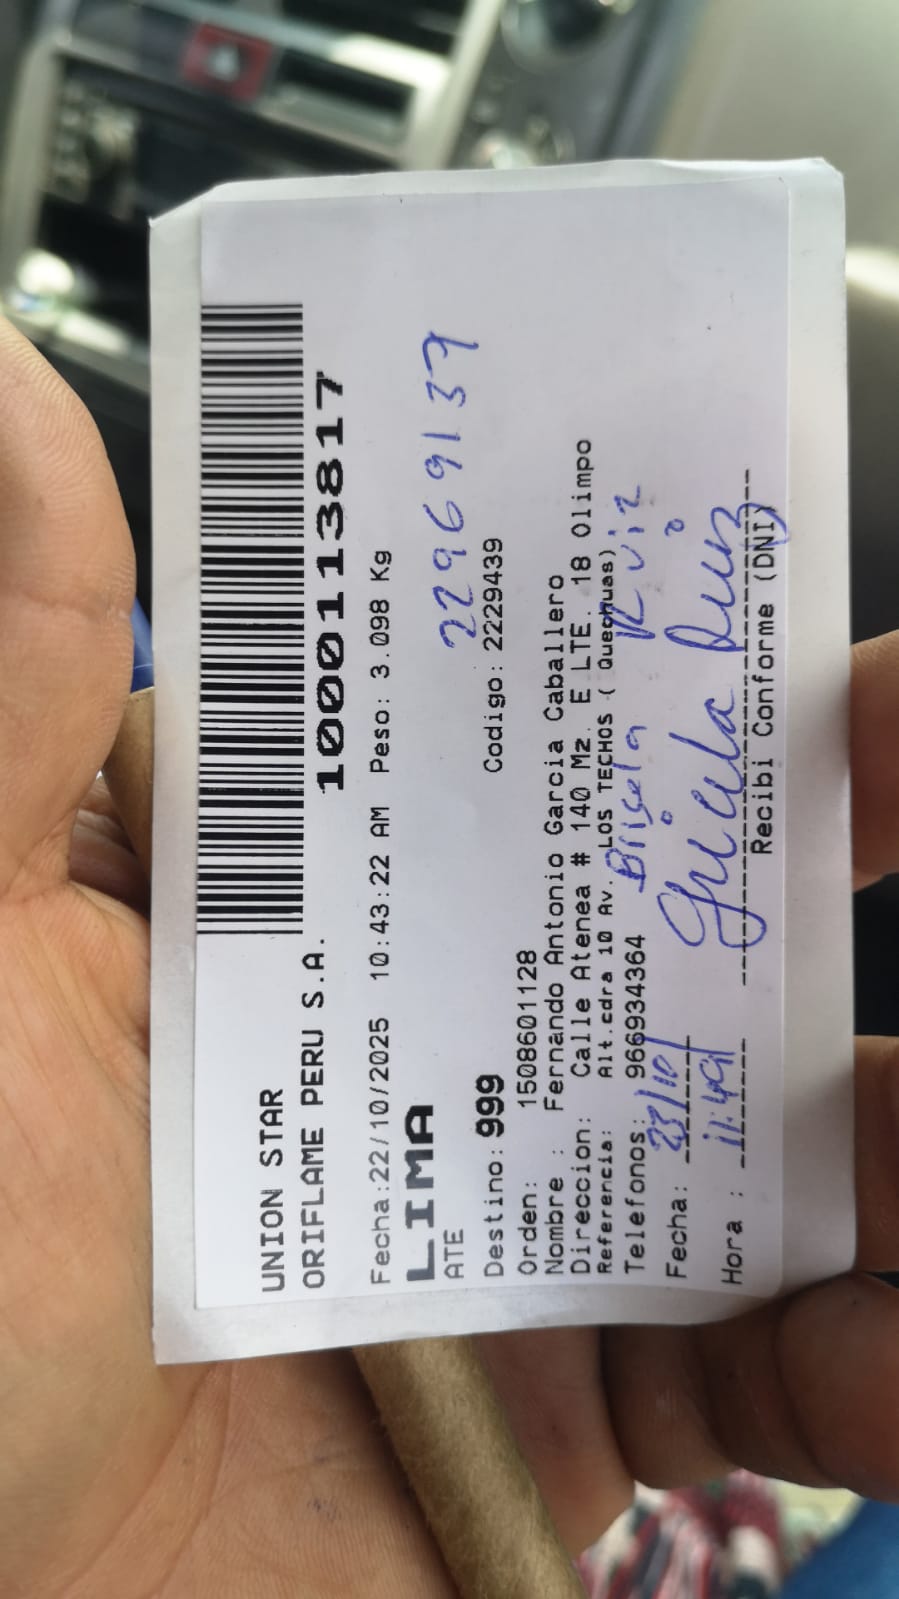 UNION STAR
ORIFLAME PERU S.A.
10001113817
Fecha:22/10/2025 10:43:22 AM Peso: 3.098 Kg
LIMA
ATE
22969137
Destino: 999 Codigo: 2229439
Orden: 1508601128
Nombre : Fernando Antonio Garcia Caballero
Direccion: Calle Atenea # 140 Mz. E LTE. 18 Olimpo
Referencia: Alt.cdra 10 Av. LOS TECHOS ( Quechuas)
Telefonos: 966934364
Brisela Ruiz
Fecha: 23/10
Hora : 11:49
Recibi Conforme (DNI)